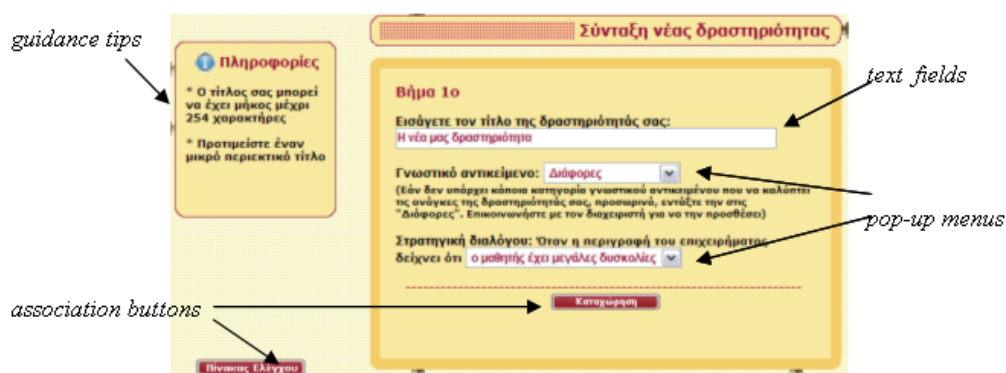 guidance tips
Σύνταξη νέας δραστηριότητας
Πληροφορίες
* Ο τίτλος σας μπορεί
να έχει μήκος μέχρι
254 χαρακτήρες
* Προτιμείστε έναν
μικρό περιεκτικό τίτλο
text fields
Βήμα 1ο
Εισάγετε τον τίτλο της δραστηριότητάς σας:
Η νέα μας δραστηριότητα
Γνωστικό αντικείμενο: Διάφορες
(Εάν δεν υπάρχει κάποια κατηγορία γνωστικού αντικειμένου που να καλύπτει
τις ανάγκες της δραστηριότητάς σας, προσωρινά, εντάξτε την στις
"Διάφορες". Επικοινωνήστε με τον διαχειριστή για να την προσθέσει)
pop-up menus
Στρατηγική διαλόγου: Όταν η περιγραφή του επιχειρήματος
δείχνει ότι ο μαθητής έχει μεγάλες δυσκολίες
Καταχώρηση
association buttons
Πίνακας Ελέγχου